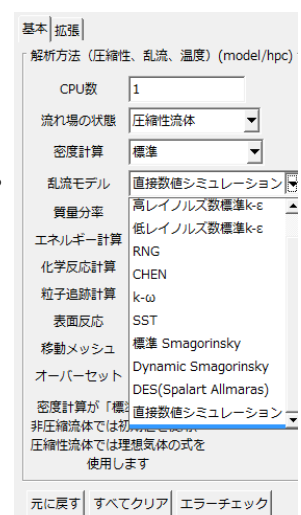 基本 拡張
解析方法（圧縮性、乱流、温度）(model/hpc)
CPU数 1
流れ場の状態 圧縮性流体
密度計算 標準
乱流モデル 直接数値シミュレーション
質量分率 高レイノルズ数標準k-ε
低レイノルズ数標準k-ε
エネルギー計算
RNG
化学反応計算 CHEN
粒子追跡計算 k-ω
表面反応 SST
移動メッシュ 標準 Smagorinsky
Dynamic Smagorinsky
オーバーセット DES(Spalart Allmaras)
直接数値シミュレーション
密度計算が「標
非圧縮流体では初
圧縮性流体では理想気体の式を
使用します
元に戻す すべてクリア エラーチェック